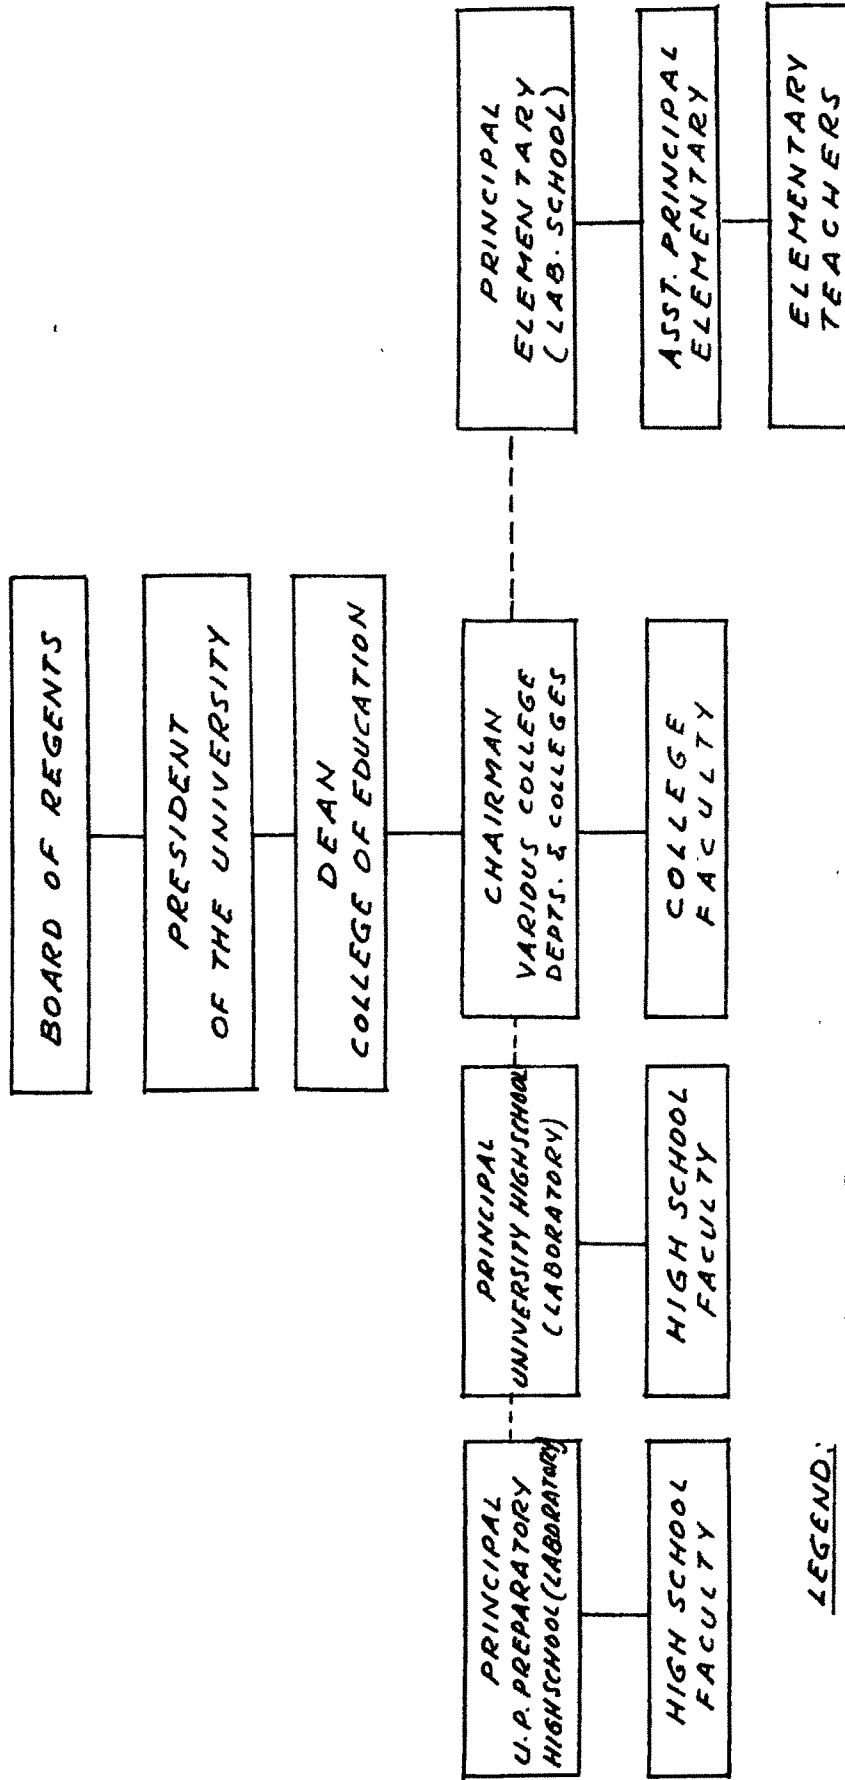 BOARD OF REGENTS
PRESIDENT
OF THE UNIVERSITY
DEAN
COLLEGE OF EDUCATION
PRINCIPAL
U.P. PREPARATORY
HIGHSCHOOL (LABORATORY)
PRINCIPAL
UNIVERSITY HIGHSCHOOL
(LABORATORY)
CHAIRMAN
VARIOUS COLLEGE
DEPTS. & COLLEGES
PRINCIPAL
ELEMENTARY
(LAB. SCHOOL)
HIGH SCHOOL
FACULTY
HIGH SCHOOL
FACULTY
COLLEGE
FACULTY
ASST. PRINCIPAL
ELEMENTARY
ELEMENTARY
TEACHERS
LEGEND: